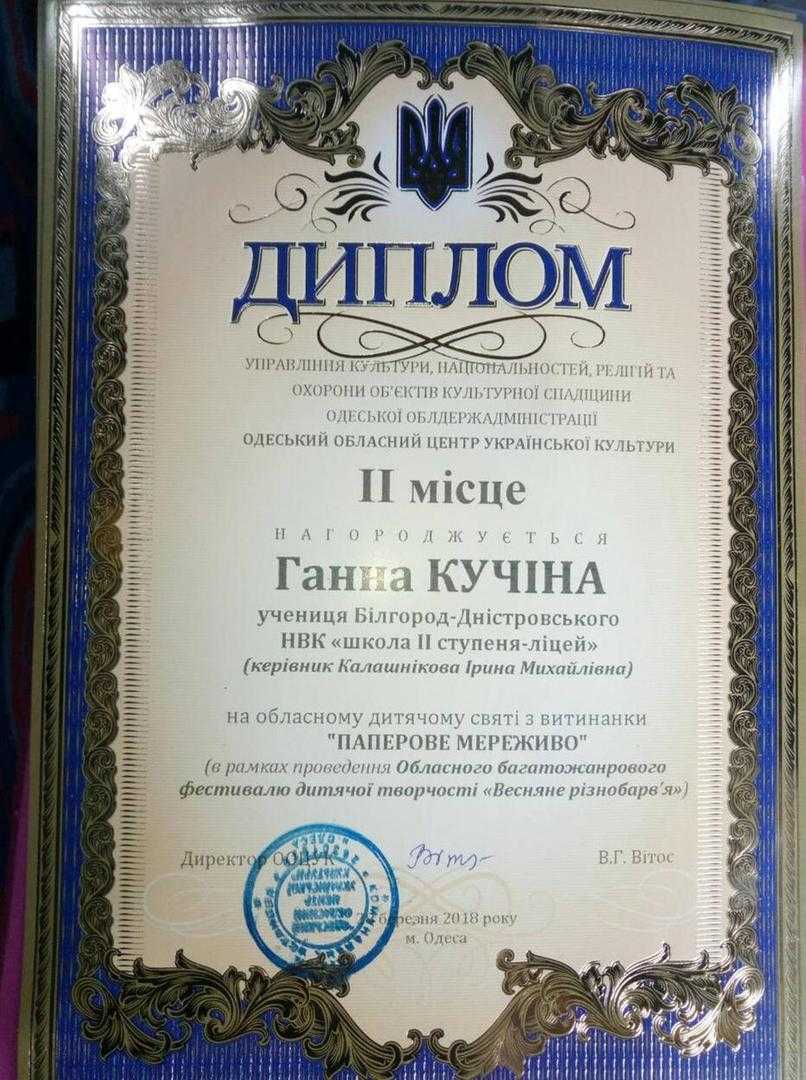 ДИПЛОМ
УПРАВЛІННЯ КУЛЬТУРИ, НАЦІОНАЛЬНОСТЕЙ, РЕЛІГІЙ ТА
ОХОРОНИ ОБ'ЄКТІВ КУЛЬТУРНОЇ СПАДЩИНИ
ОДЕСЬКОЇ ОБЛДЕРЖАДМІНІСТРАЦІЇ
ОДЕСЬКИЙ ОБЛАСНИЙ ЦЕНТР УКРАЇНСЬКОЇ КУЛЬТУРИ
ІІ місце
НАГОРОДЖУЄТЬСЯ
Ганна КУЧІНА
учениця Білгород-Дністровського
НВК «школа ІІ ступеня-ліцей»
(керівник Калашнікова Ірина Михайлівна)
на обласному дитячому святі з витинанки
"ПАПЕРОВЕ МЕРЕЖИВО"
(в рамках проведення Обласного багатожанрового
фестивалю дитячої творчості «Весняне різнобарв'я»)
Директор ООЦУК В.Г. Вітос
березня 2018 року
м. Одеса